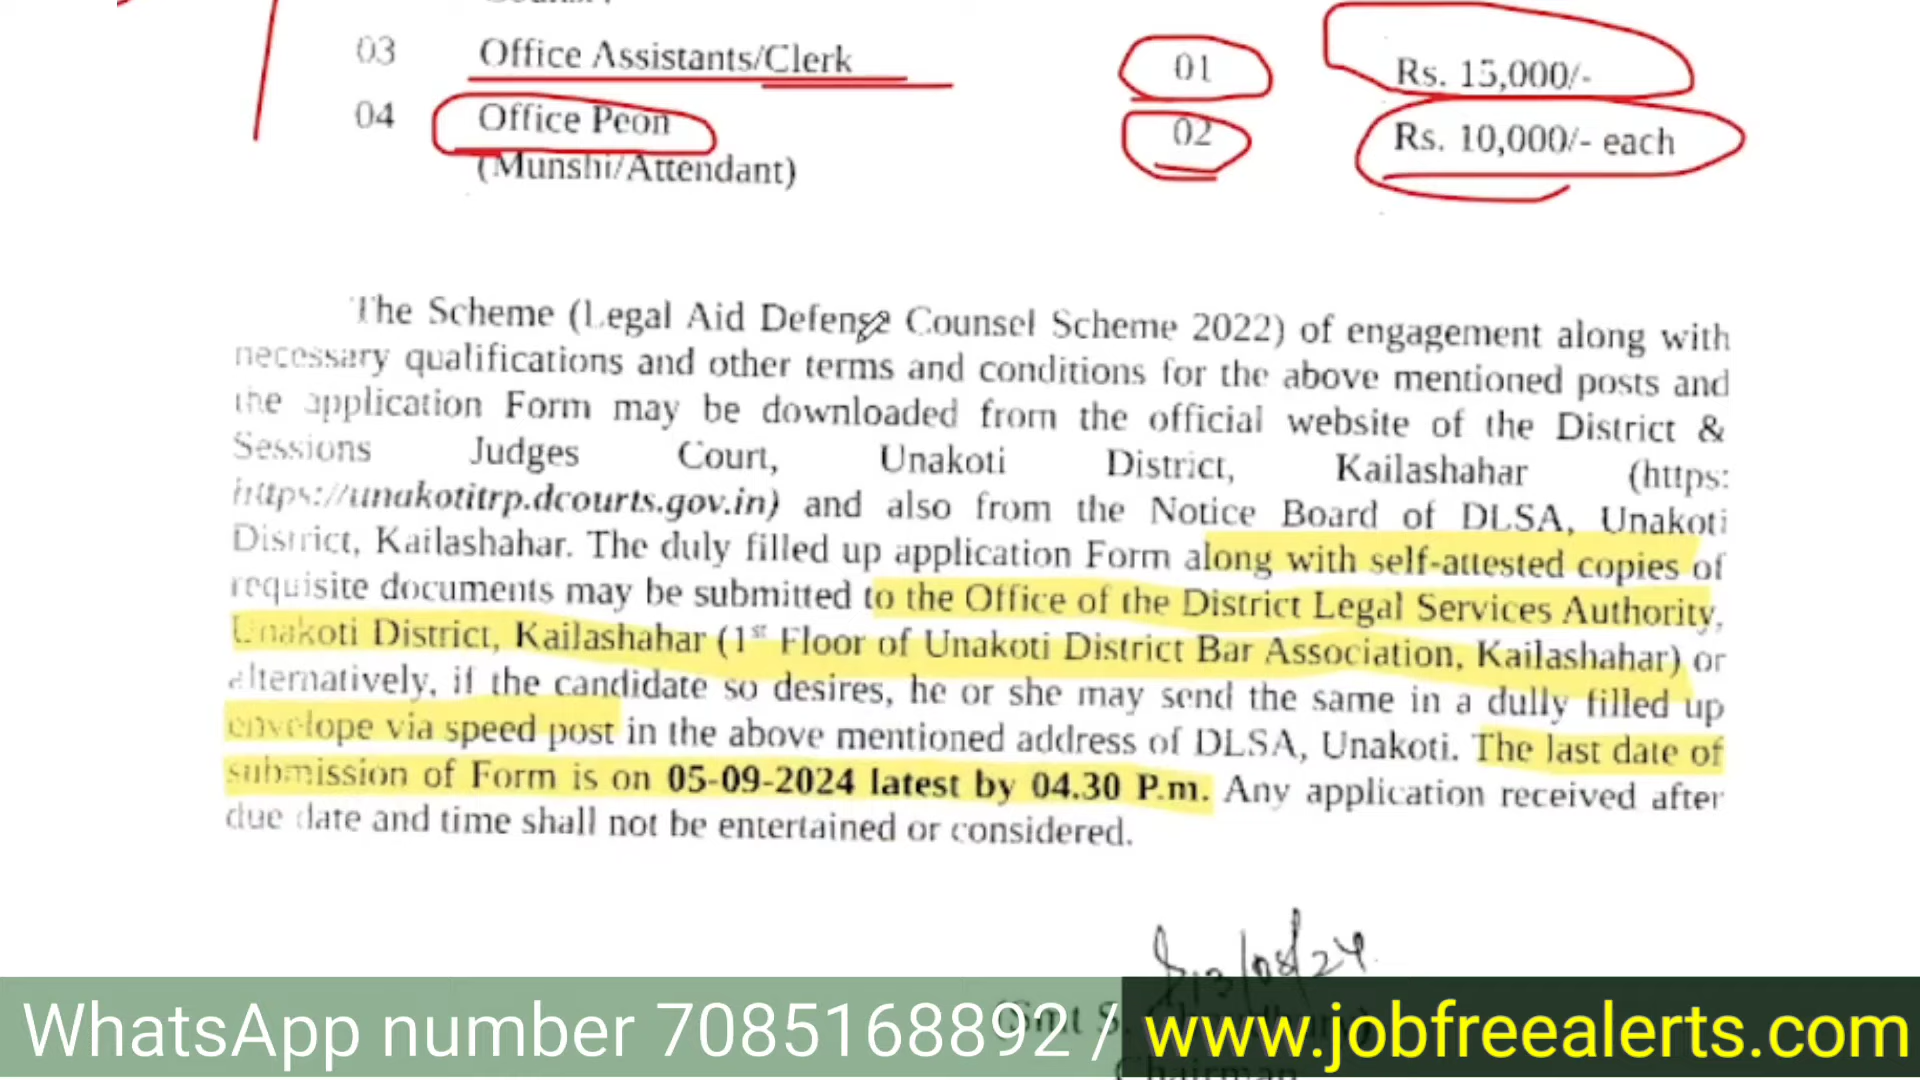 03 Office Assistants/Clerk 01 Rs. 15,000/-
04 Office Peon 02 Rs. 10,000/- each
(Munshi/Attendant)
The Scheme (Legal Aid Defense Counsel Scheme 2022) of engagement along with
necessary qualifications and other terms and conditions for the above mentioned posts and
the application Form may be downloaded from the official website of the District &
Sessions Judges Court, Unakoti District, Kailashahar (https:
https://unakotitrp.dcourts.gov.in) and also from the Notice Board of DLSA, Unakoti
District, Kailashahar. The duly filled up application Form along with self-attested copies of
requisite documents may be submitted to the Office of the District Legal Services Authority,
Unakoti District, Kailashahar (1st Floor of Unakoti District Bar Association, Kailashahar) or
alternatively, if the candidate so desires, he or she may send the same in a dully filled up
envelope via speed post in the above mentioned address of DLSA, Unakoti. The last date of
submission of Form is on 05-09-2024 latest by 04.30 P.m. Any application received after
due date and time shall not be entertained or considered.
(Smt S.
Chairman
WhatsApp number 7085168892 / www.jobfreealerts.com